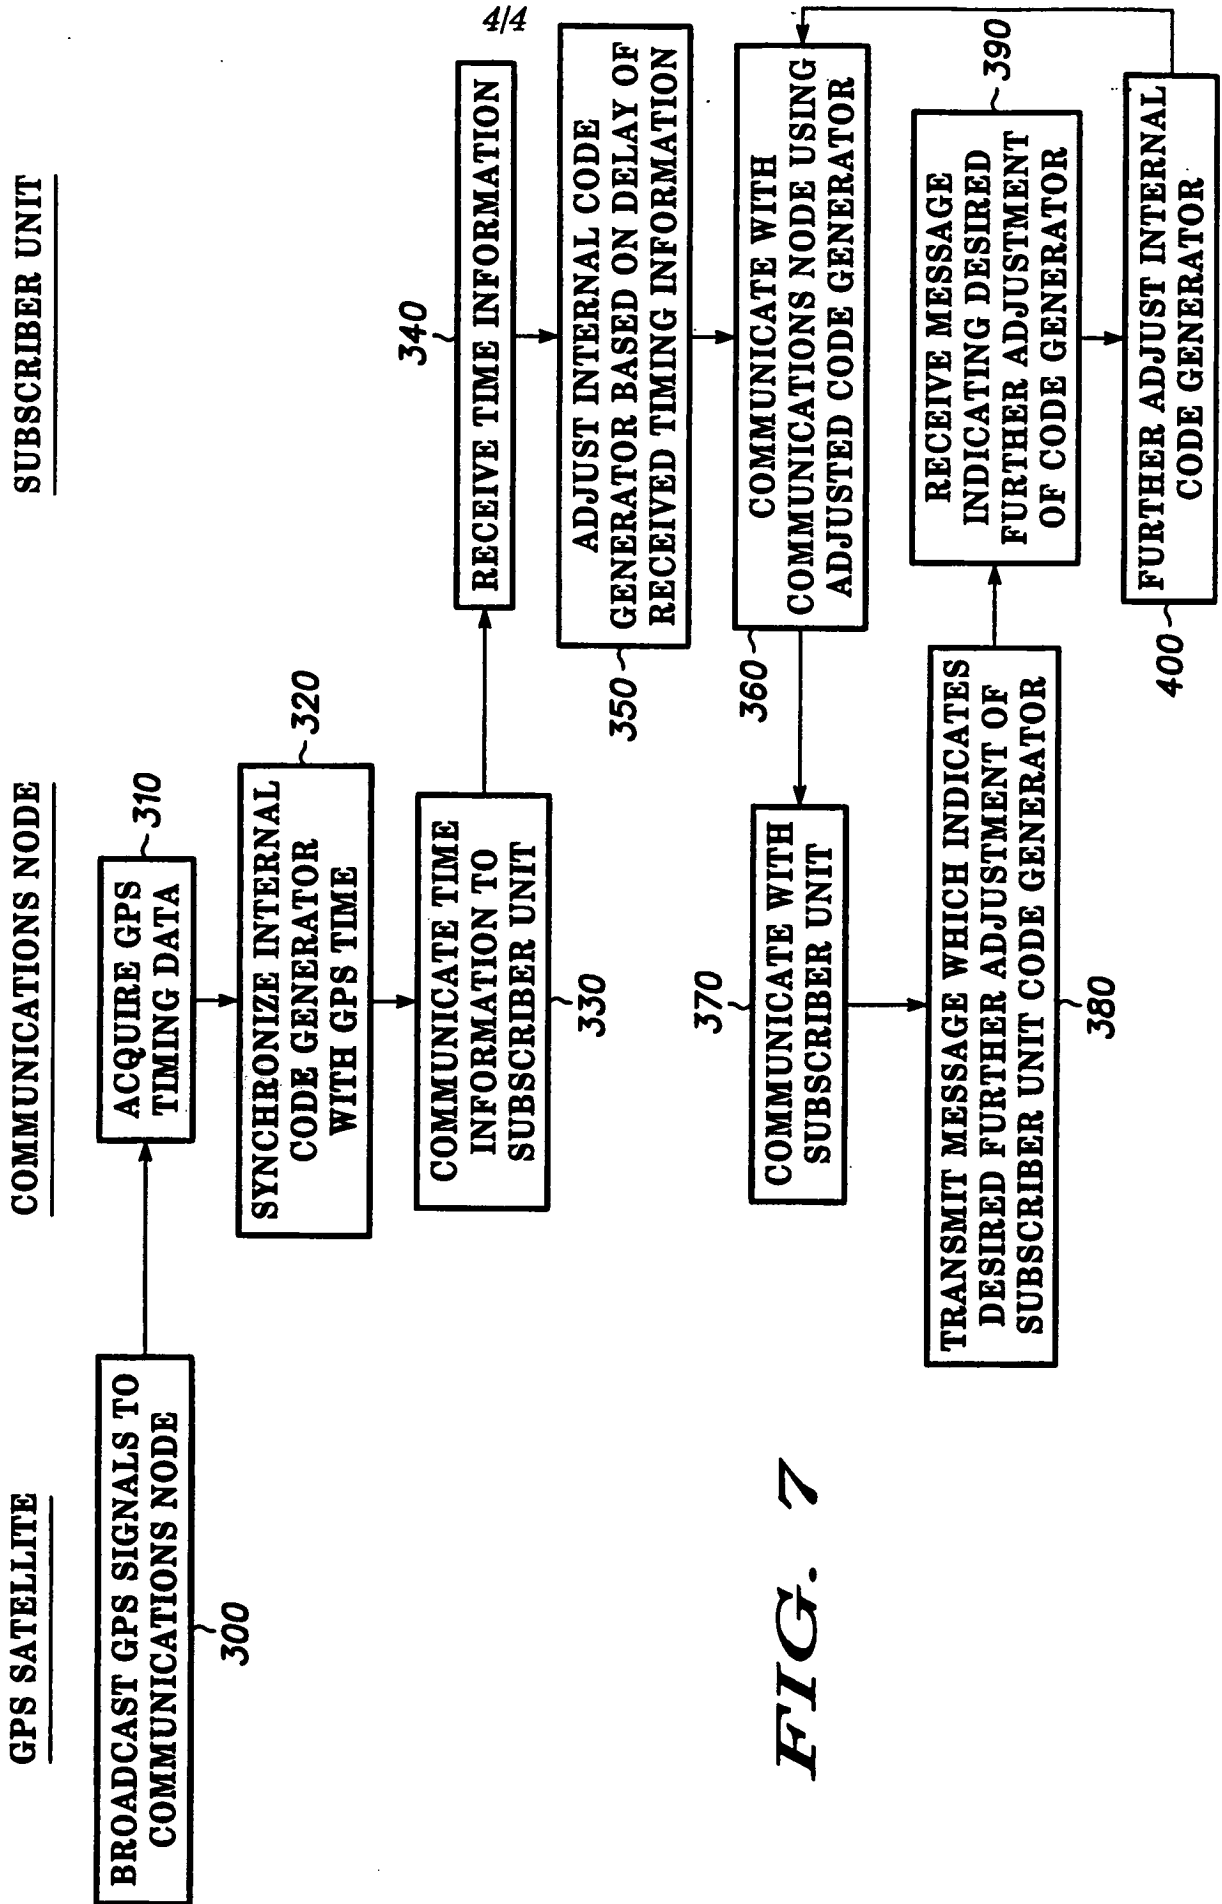 4/4
GPS SATELLITE
COMMUNICATIONS NODE
SUBSCRIBER UNIT
BROADCAST GPS SIGNALS TO
COMMUNICATIONS NODE
300
ACQUIRE GPS
TIMING DATA
310
SYNCHRONIZE INTERNAL
CODE GENERATOR
WITH GPS TIME
320
COMMUNICATE TIME
INFORMATION TO
SUBSCRIBER UNIT
330
340
RECEIVE TIME INFORMATION
ADJUST INTERNAL CODE
GENERATOR BASED ON DELAY OF
RECEIVED TIMING INFORMATION
350
COMMUNICATE WITH
COMMUNICATIONS NODE USING
ADJUSTED CODE GENERATOR
360
370
COMMUNICATE WITH
SUBSCRIBER UNIT
TRANSMIT MESSAGE WHICH INDICATES
DESIRED FURTHER ADJUSTMENT OF
SUBSCRIBER UNIT CODE GENERATOR
380
RECEIVE MESSAGE
INDICATING DESIRED
FURTHER ADJUSTMENT
OF CODE GENERATOR
390
FURTHER ADJUST INTERNAL
CODE GENERATOR
400
FIG. 7